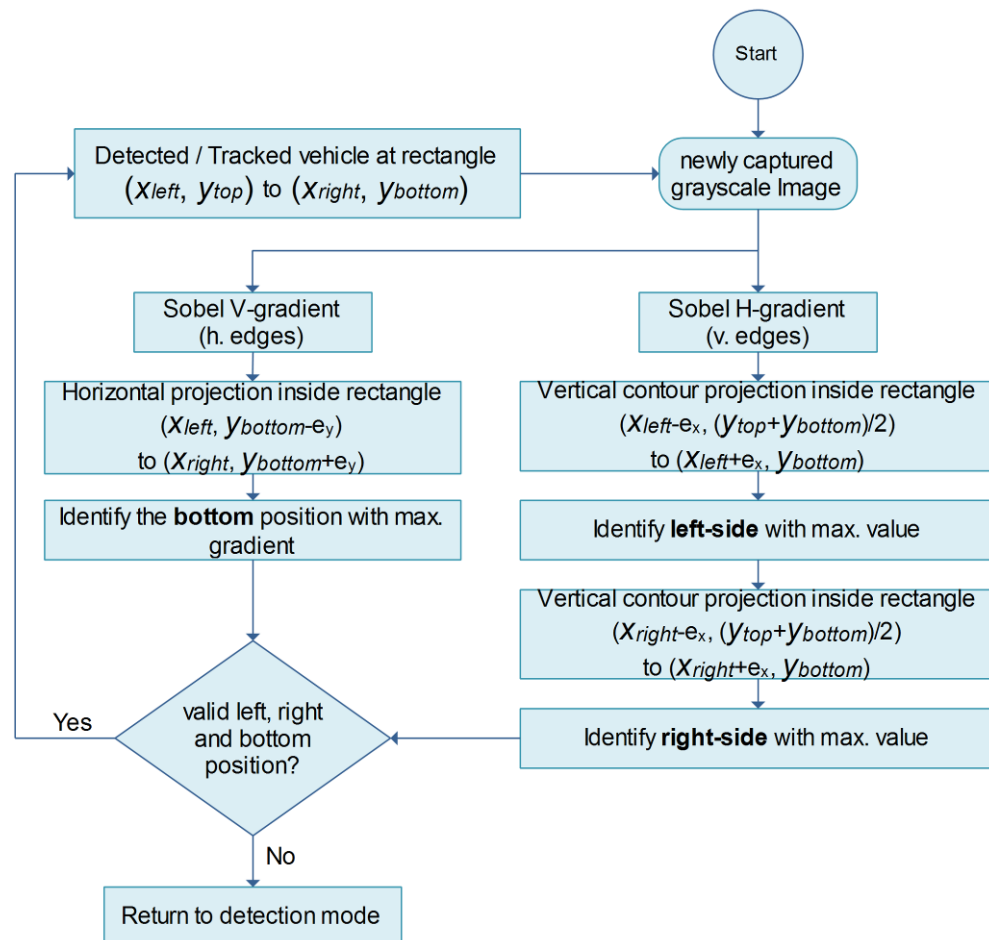 Start
Detected / Tracked vehicle at rectangle
(xleft, ytop) to (xright, ybottom)
newly captured
grayscale Image
Sobel V-gradient
(h. edges)
Sobel H-gradient
(v. edges)
Horizontal projection inside rectangle
(xleft, ybottom-ey)
to (xright, ybottom+ey)
Vertical contour projection inside rectangle
(xleft-ex, (ytop+ybottom)/2)
to (xleft+ex, ybottom)
Identify the bottom position with max.
gradient
Identify left-side with max. value
Vertical contour projection inside rectangle
(xright-ex, (ytop+ybottom)/2)
to (xright+ex, ybottom)
Yes
valid left, right
and bottom
position?
Identify right-side with max. value
No
Return to detection mode